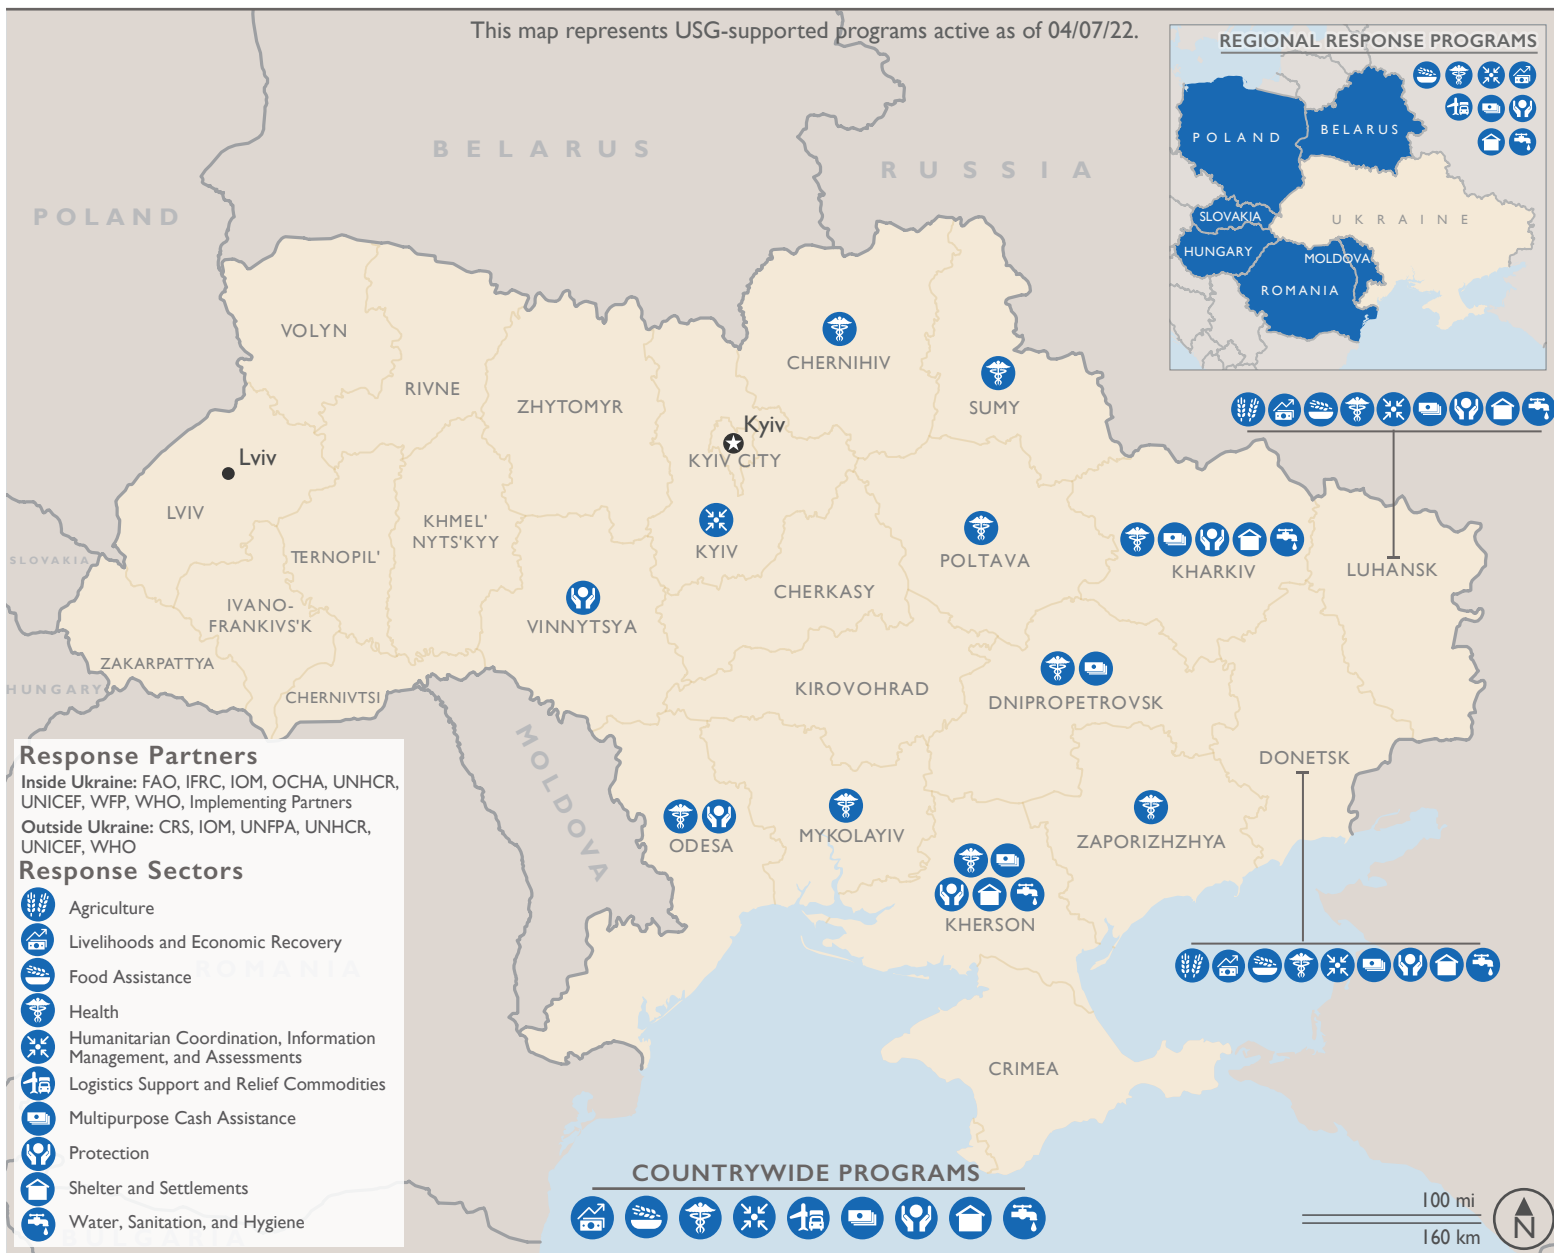 This map represents USG-supported programs active as of 04/07/22.
REGIONAL RESPONSE PROGRAMS
POLAND
BELARUS
SLOVAKIA
UKRAINE
HUNGARY
MOLDOVA
ROMANIA
BELARUS
RUSSIA
POLAND
VOLYN
RIVNE
ZHYTOMYR
CHERNIHIV
SUMY
Kyiv
KYIV CITY
Lviv
LVIV
KHMEL'
NYTS'KYY
TERNOPIL'
KYIV
POLTAVA
KHARKIV
LUHANSK
SLOVAKIA
IVANO-
FRANKIVS'K
VINNYTSYA
CHERKASY
ZAKARPATTYA
HUNGARY
CHERNIVTSI
KIROVOHRAD
DNIPROPETROVSK
DONETSK
MOLDOVA
ODESA
MYKOLAYIV
ZAPORIZHZHYA
KHERSON
CRIMEA
Response Partners
Inside Ukraine: FAO, IFRC, IOM, OCHA, UNHCR,
UNICEF, WFP, WHO, Implementing Partners
Outside Ukraine: CRS, IOM, UNFPA, UNHCR,
UNICEF, WHO
Response Sectors
Agriculture
Livelihoods and Economic Recovery
ROMANIA
Food Assistance
Health
Humanitarian Coordination, Information
Management, and Assessments
Logistics Support and Relief Commodities
Multipurpose Cash Assistance
Protection
Shelter and Settlements
Water, Sanitation, and Hygiene
BULGARIA
COUNTRYWIDE PROGRAMS
100 mi
160 km
N